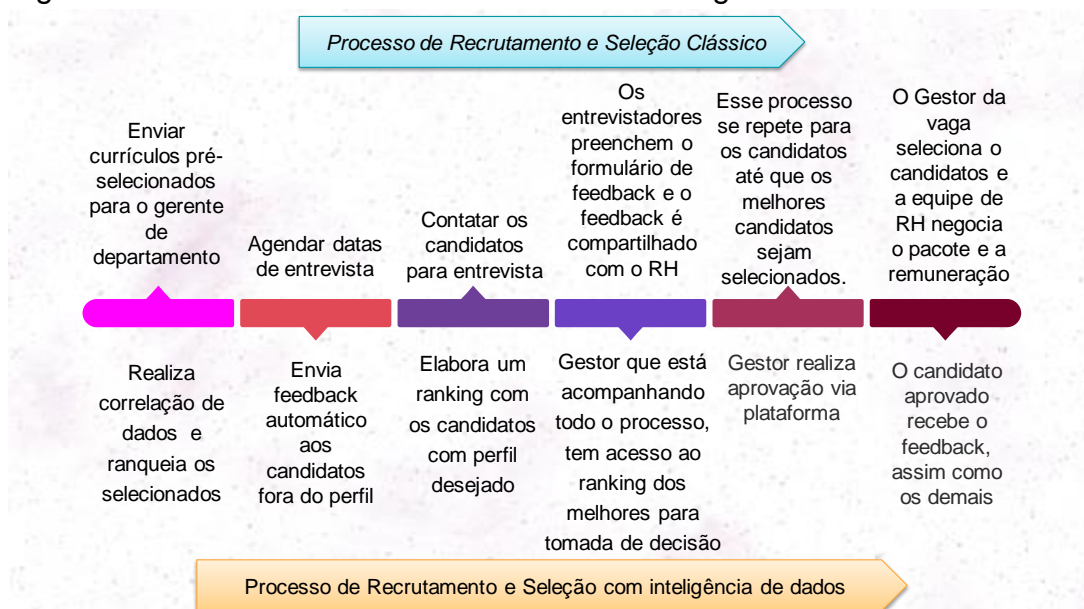 Processo de Recrutamento e Seleção Clássico
Enviar
currículos pré-
selecionados
para o gerente
de
departamento
Agendar datas
de entrevista
Contatar os
candidatos
para entrevista
Os
entrevistadores
preenchem o
formulário de
feedback e o
feedback é
compartilhado
com o RH
Esse processo
se repete para
os candidatos
até que os
melhores
candidatos
sejam
selecionados.
O Gestor da
vaga
seleciona o
candidatos e
a equipe de
RH negocia
o pacote e a
remuneração
Realiza
correlação de
dados e
ranqueia os
selecionados
Envia
feedback
automático
aos
candidatos
fora do perfil
Elabora um
ranking com
os candidatos
com perfil
desejado
Gestor que está
acompanhando
todo o processo,
tem acesso ao
ranking dos
melhores para
tomada de decisão
Gestor realiza
aprovação via
plataforma
O candidato
aprovado
recebe o
feedback,
assim como
os demais
Processo de Recrutamento e Seleção com inteligência de dados